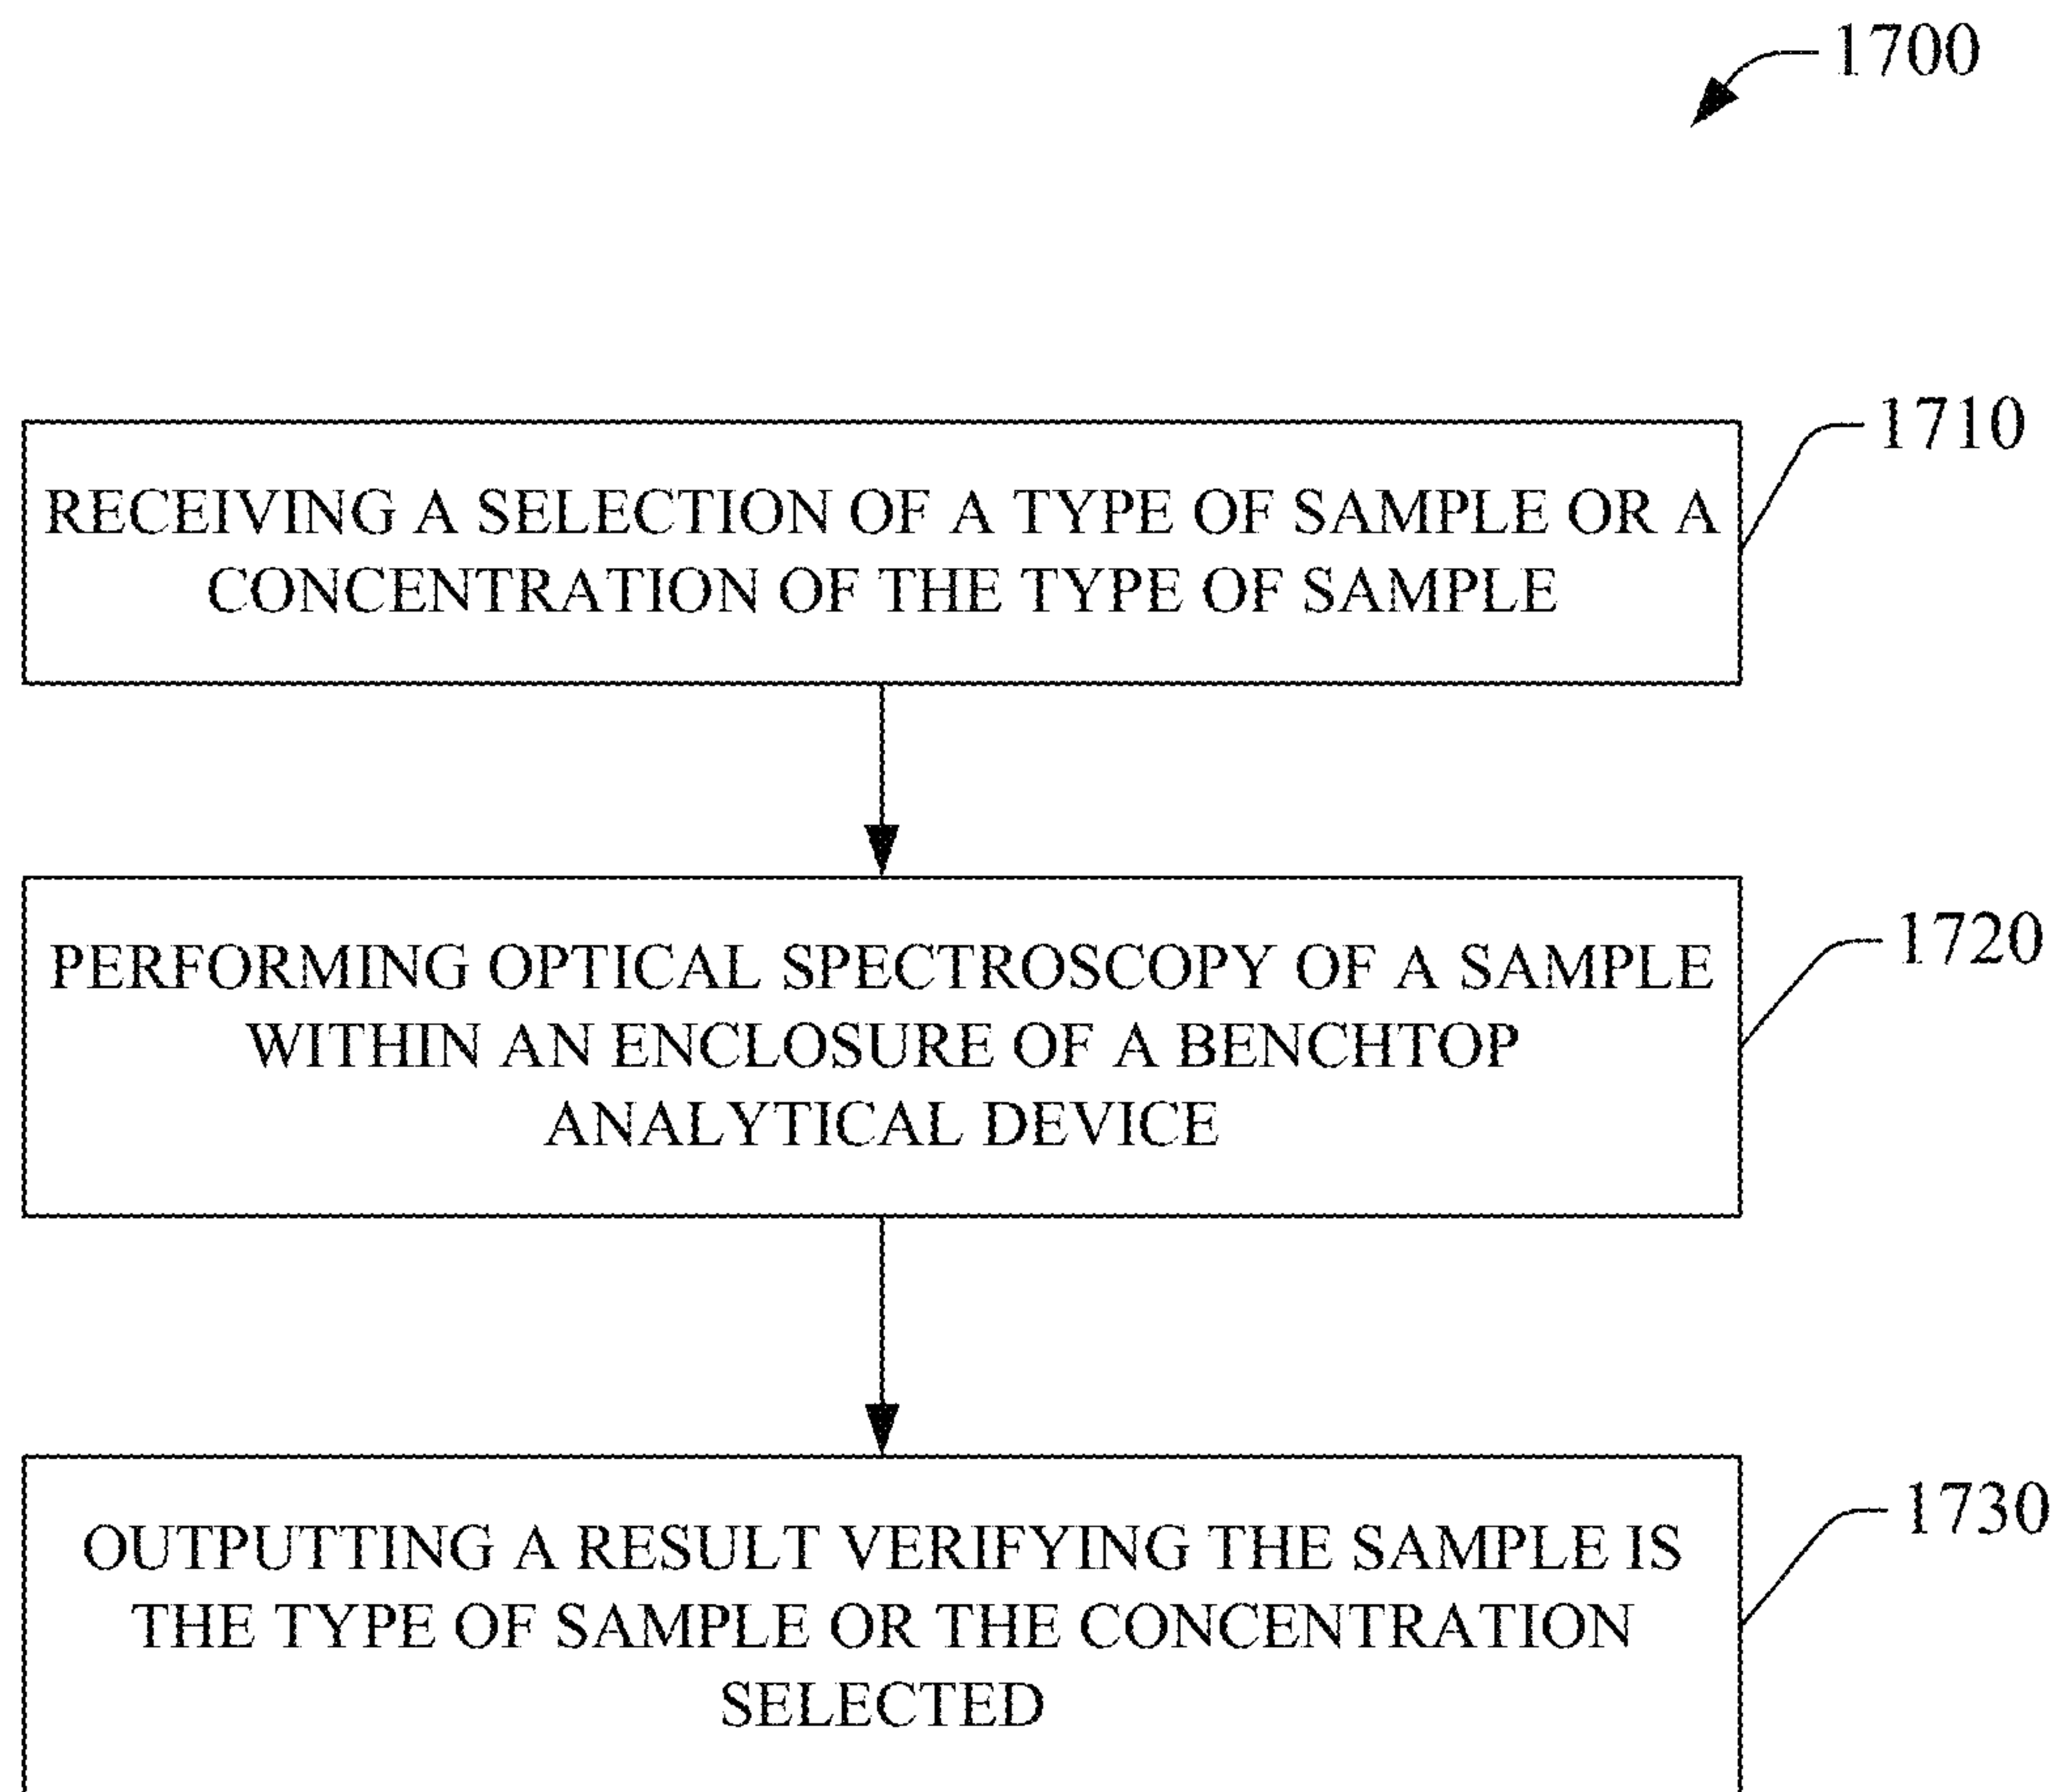 1700
1710
RECEIVING A SELECTION OF A TYPE OF SAMPLE OR A
CONCENTRATION OF THE TYPE OF SAMPLE
1720
PERFORMING OPTICAL SPECTROSCOPY OF A SAMPLE
WITHIN AN ENCLOSURE OF A BENCHTOP
ANALYTICAL DEVICE
1730
OUTPUTTING A RESULT VERIFYING THE SAMPLE IS
THE TYPE OF SAMPLE OR THE CONCENTRATION
SELECTED